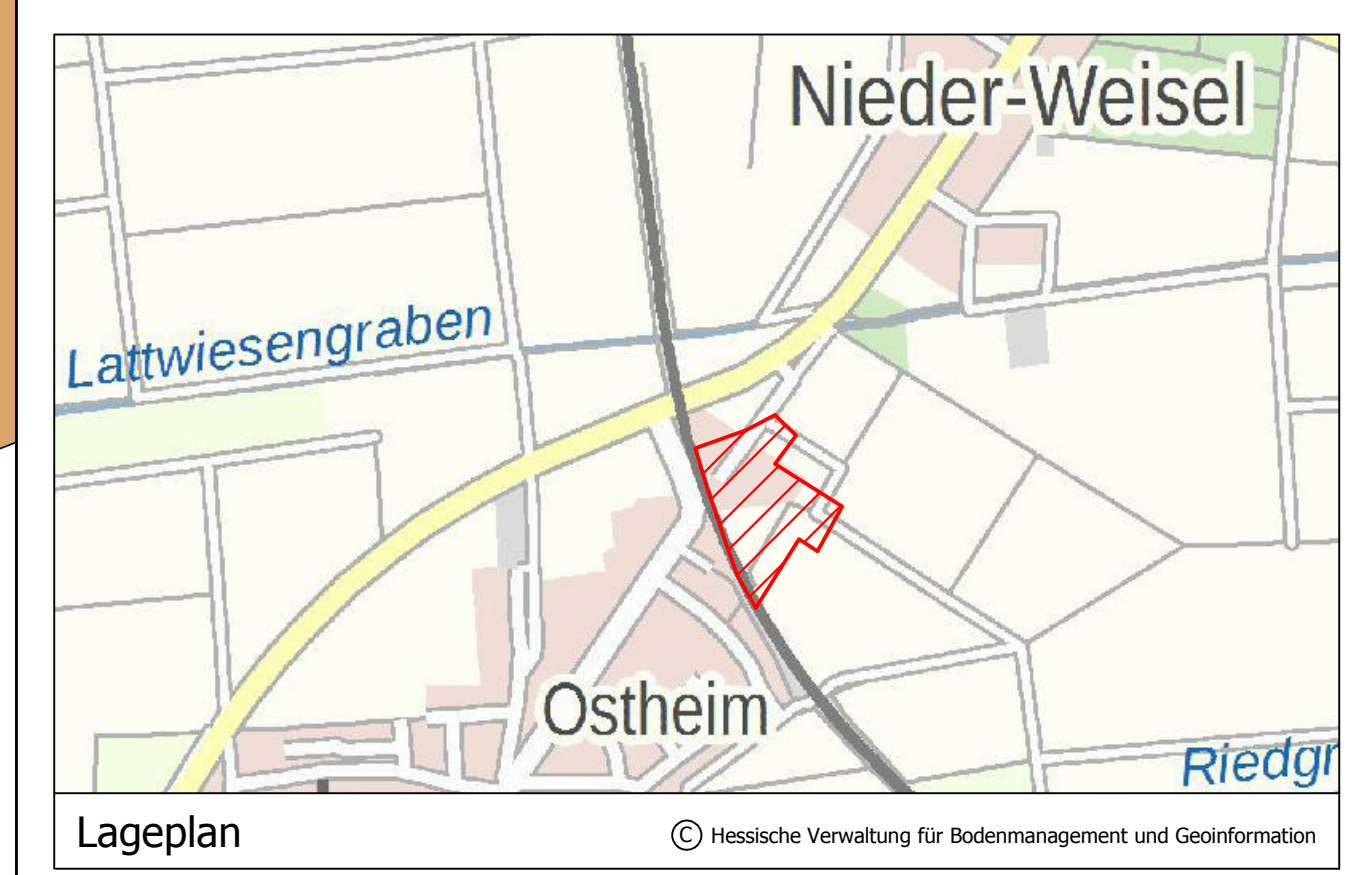 Nieder-Weisel
Lattwiesengraben
Ostheim
Riedgr
Lageplan
© Hessische Verwaltung für Bodenmanagement und Geoinformation